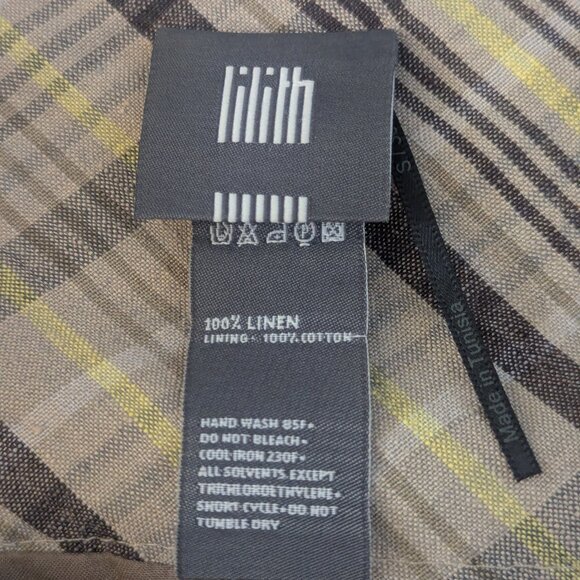 lilith
100% LINEN
LINING• 100% COTTON
HAND WASH 85F•
DO NOT BLEACH•
COOL IRON 230F•
ALL SOLVENTS EXCEPT
TRICHLOROETHYLENE•
SHORT CYCLE•DO NOT
TUMBLE DRY
Made in Tunisia